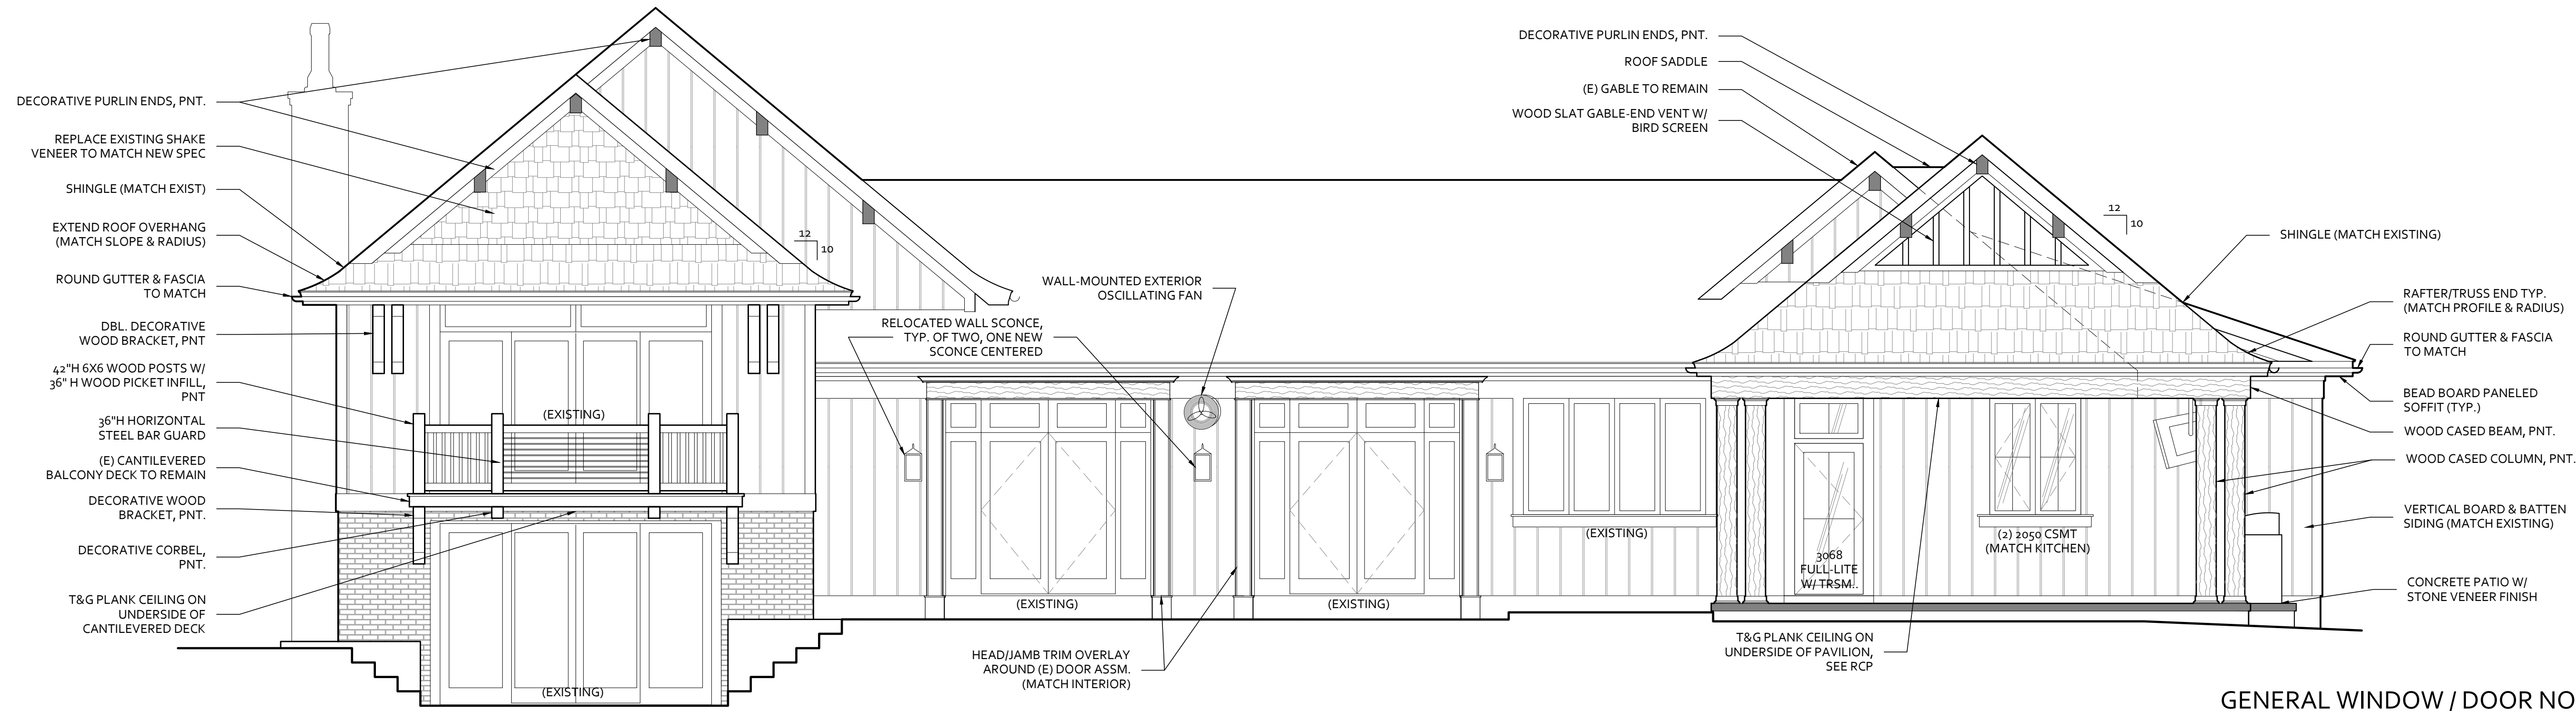 DECORATIVE PURLIN ENDS, PNT.
REPLACE EXISTING SHAKE
VENEER TO MATCH NEW SPEC
SHINGLE (MATCH EXIST)
EXTEND ROOF OVERHANG
(MATCH SLOPE & RADIUS)
ROUND GUTTER & FASCIA
TO MATCH
DBL. DECORATIVE
WOOD BRACKET, PNT
42"H 6X6 WOOD POSTS W/
36" H WOOD PICKET INFILL,
PNT
36"H HORIZONTAL
STEEL BAR GUARD
(E) CANTILEVERED
BALCONY DECK TO REMAIN
DECORATIVE WOOD
BRACKET, PNT.
DECORATIVE CORBEL,
PNT.
T&G PLANK CEILING ON
UNDERSIDE OF
CANTILEVERED DECK
12
10
(EXISTING)
(EXISTING)
WALL-MOUNTED EXTERIOR
OSCILLATING FAN
RELOCATED WALL SCONCE,
TYP. OF TWO, ONE NEW
SCONCE CENTERED
(EXISTING)
(EXISTING)
(EXISTING)
HEAD/JAMB TRIM OVERLAY
AROUND (E) DOOR ASSM.
(MATCH INTERIOR)
DECORATIVE PURLIN ENDS, PNT.
ROOF SADDLE
(E) GABLE TO REMAIN
WOOD SLAT GABLE-END VENT W/
BIRD SCREEN
12
10
3068
FULL-LITE
W/ TRSM..
(2) 2050 CSMT
(MATCH KITCHEN)
T&G PLANK CEILING ON
UNDERSIDE OF PAVILION,
SEE RCP
SHINGLE (MATCH EXISTING)
RAFTER/TRUSS END TYP.
(MATCH PROFILE & RADIUS)
ROUND GUTTER & FASCIA
TO MATCH
BEAD BOARD PANELED
SOFFIT (TYP.)
WOOD CASED BEAM, PNT.
WOOD CASED COLUMN, PNT.
VERTICAL BOARD & BATTEN
SIDING (MATCH EXISTING)
CONCRETE PATIO W/
STONE VENEER FINISH
GENERAL WINDOW / DOOR NO